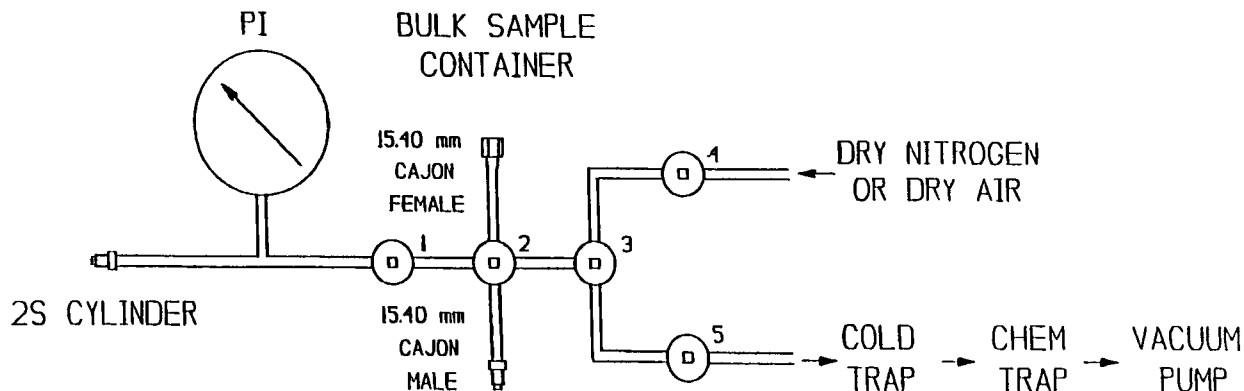 PI
BULK SAMPLE
CONTAINER
15.40 mm
CAJON
FEMALE
4
DRY NITROGEN
OR DRY AIR
1
2
3
2S CYLINDER
15.40 mm
CAJON
MALE
5
COLD
TRAP
CHEM
TRAP
VACUUM
PUMP